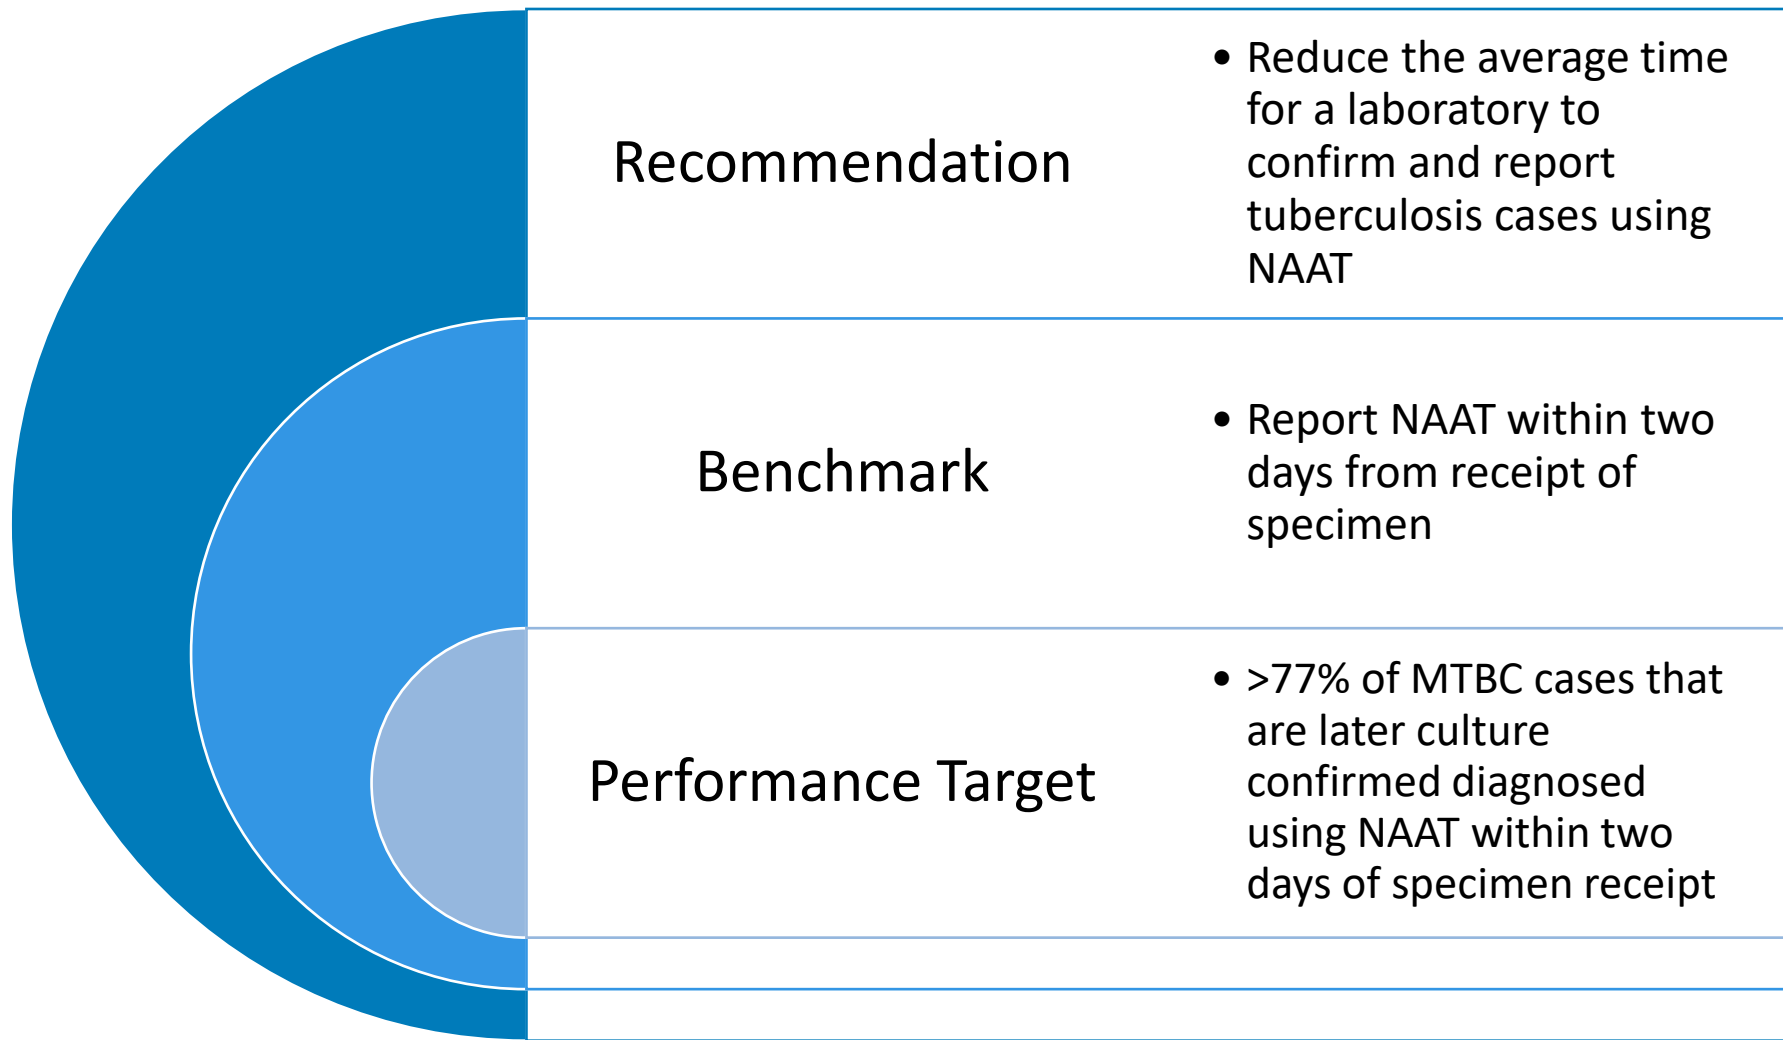 Recommendation
• Reduce the average time
for a laboratory to
confirm and report
tuberculosis cases using
NAAT
Benchmark
• Report NAAT within two
days from receipt of
specimen
Performance Target
• >77% of MTBC cases that
are later culture
confirmed diagnosed
using NAAT within two
days of specimen receipt